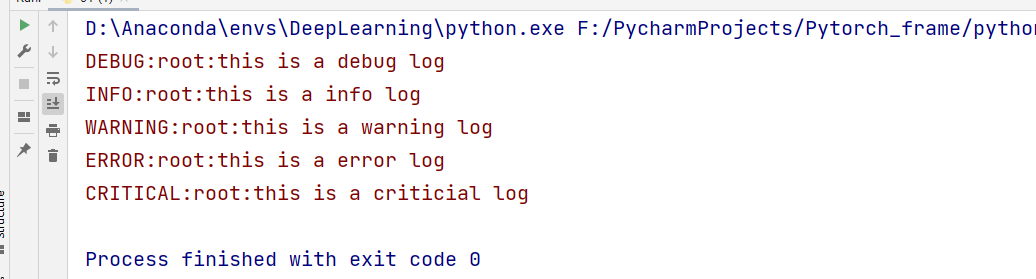 D:\Anaconda\envs\DeepLearning\python.exe F:/PycharmProjects/Pytorch_frame/python
DEBUG:root:this is a debug log
INFO:root:this is a info log
WARNING:root:this is a warning log
ERROR:root:this is a error log
CRITICAL:root:this is a criticial log
Process finished with exit code 0
Structure